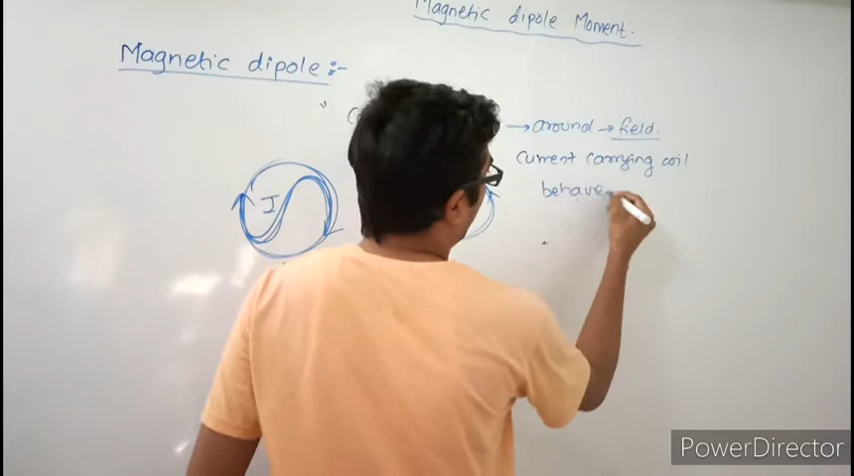 Magnetic dipole Moment.
Magnetic dipole :-
→ around → field.
current carrying coil
behave
I
PowerDirector